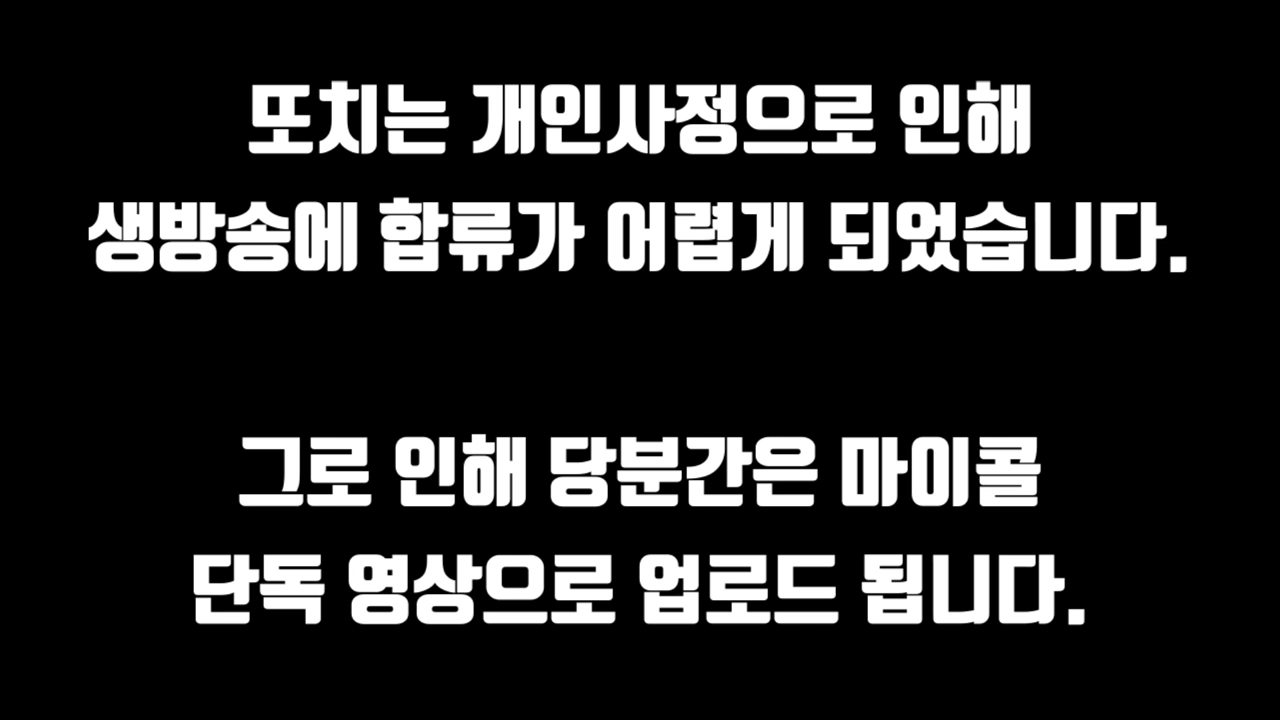 또치는 개인사정으로 인해
생방송에 합류가 어렵게 되었습니다.
그로 인해 당분간은 마이콜
단독 영상으로 업로드 됩니다.